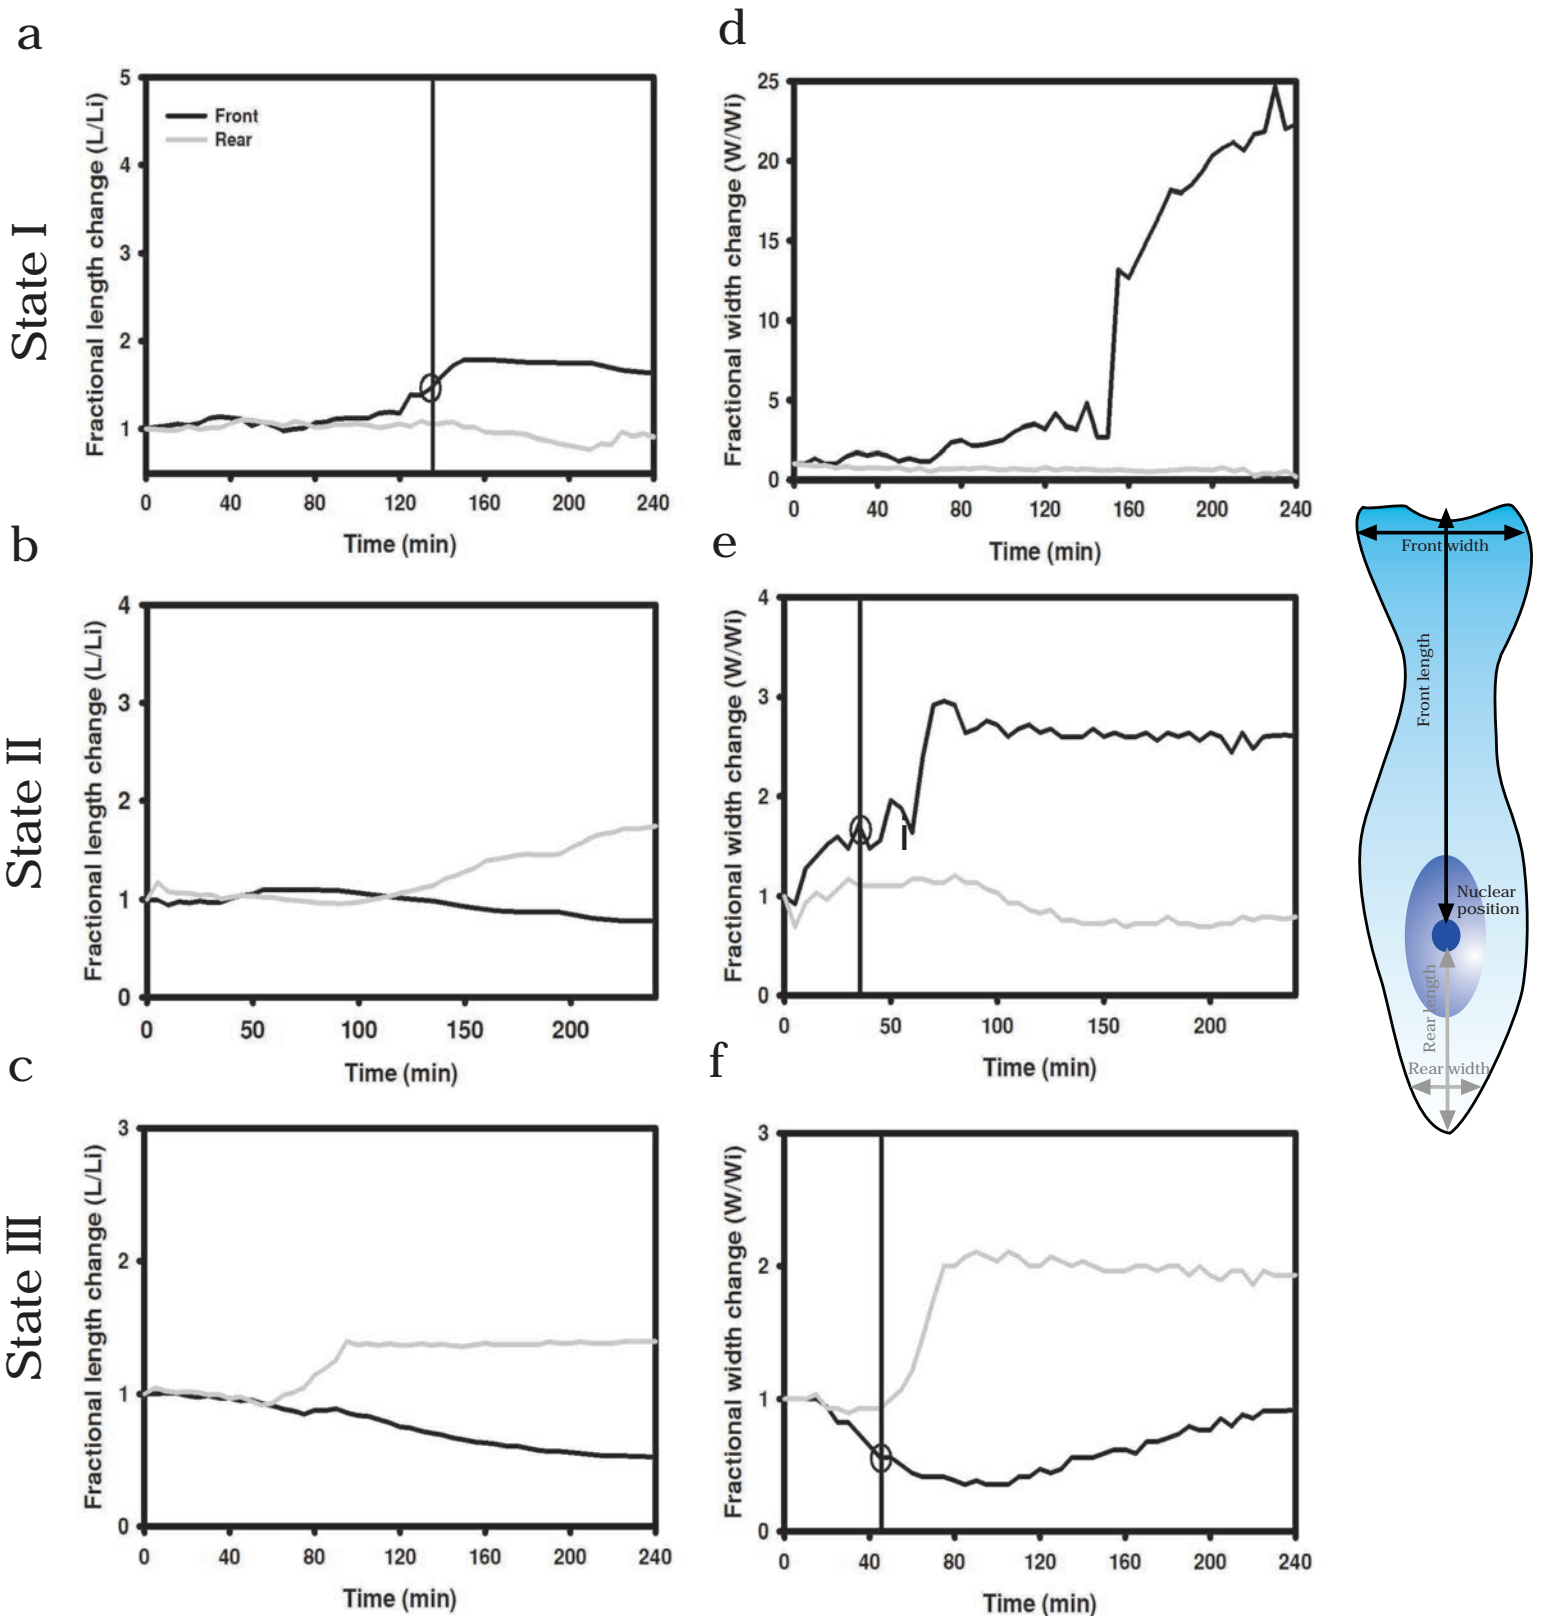 a
State I
Fractional length change (L/Li)
5
4
3
2
1
Front
Rear
0 40 80 120 160 200 240
Time (min)
d
Fractional width change (W/Wi)
25
20
15
10
5
0
0 40 80 120 160 200 240
Time (min)
b
State II
Fractional length change (L/Li)
4
3
2
1
0
0 50 100 150 200
Time (min)
e
Fractional width change (W/Wi)
4
3
2
1
0
i
0 50 100 150 200
Time (min)
c
State III
Fractional length change (L/Li)
3
2
1
0
0 40 80 120 160 200 240
Time (min)
f
Fractional width change (W/Wi)
3
2
1
0
0 40 80 120 160 200 240
Time (min)
Front width
Front length
Nuclear
position
Rear length
Rear width